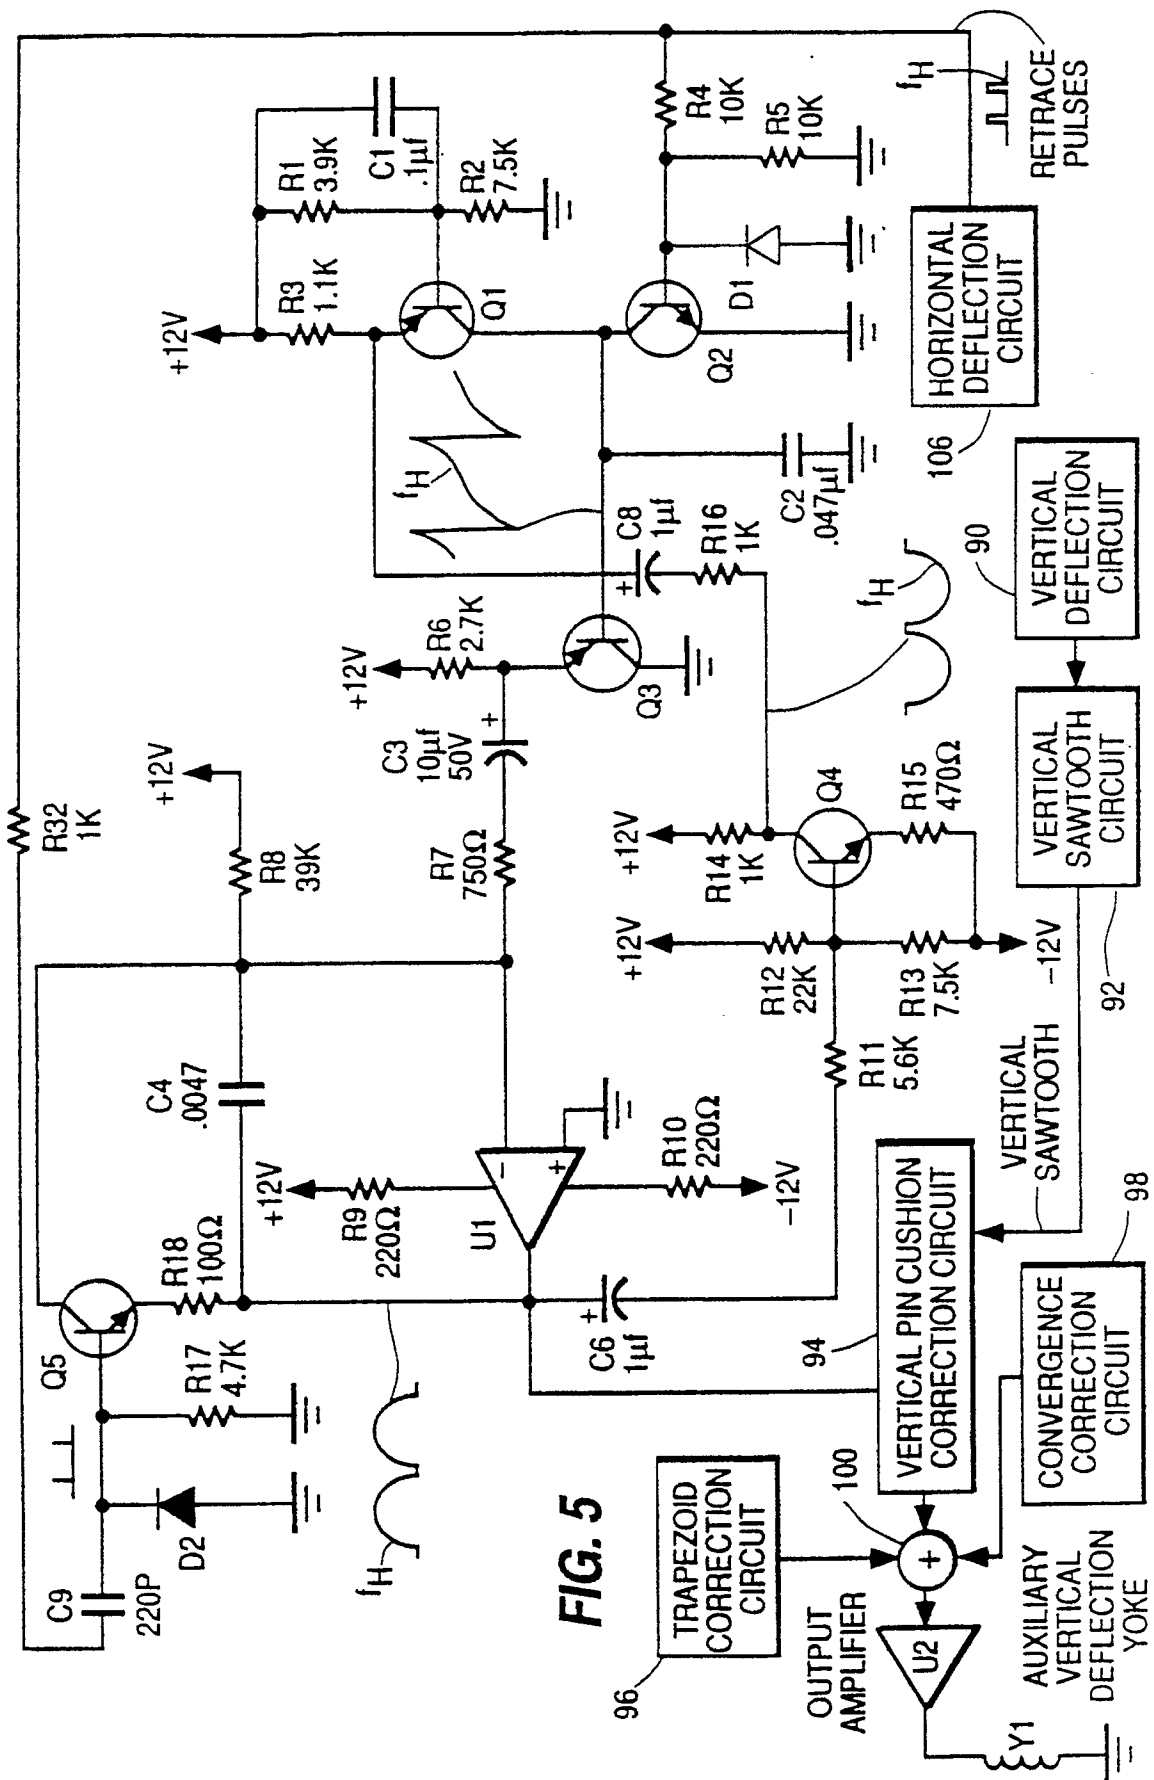 C9
220P
D2
R17
4.7K
Q5
R18
100Ω
C4
.0047
R8
39K
+12V
R32
1K
fH
+12V
R9
220Ω
U1
−
+
R10
220Ω
−12V
C6
1µf
+
R7
750Ω
C3
10µf
50V
+
+12V
R6
2.7K
Q3
fH
+12V
R3
1.1K
R1
3.9K
C1
.1µf
R2
7.5K
Q1
Q2
D1
R4
10K
R5
10K
C2
.047µf
C8
1µf
+
R16
1K
fH
+12V
R14
1K
Q4
R15
470Ω
+12V
R12
22K
R13
7.5K
−12V
R11
5.6K
fH
RETRACE
PULSES
HORIZONTAL
DEFLECTION
CIRCUIT
106
90
VERTICAL
DEFLECTION
CIRCUIT
VERTICAL
SAWTOOTH
CIRCUIT
92
VERTICAL
SAWTOOTH
94
VERTICAL PIN CUSHION
CORRECTION CIRCUIT
98
CONVERGENCE
CORRECTION
CIRCUIT
FIG. 5
96
TRAPEZOID
CORRECTION
CIRCUIT
100
+
OUTPUT
AMPLIFIER
U2
Y1
AUXILIARY
VERTICAL
DEFLECTION
YOKE